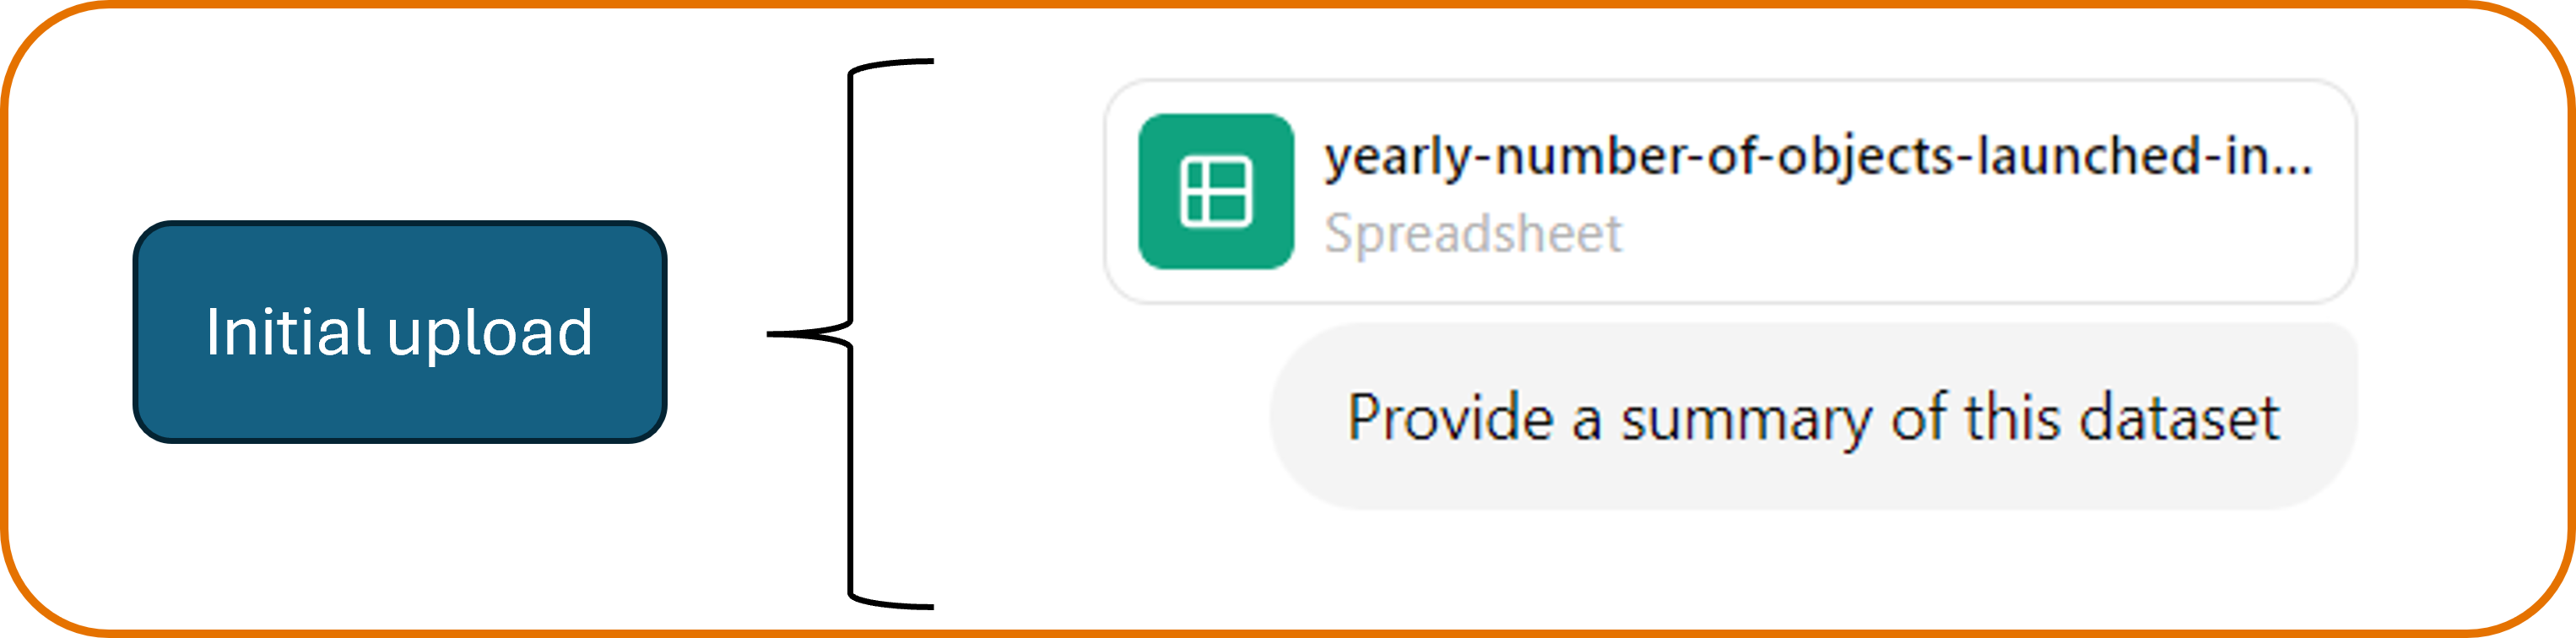 Initial upload
yearly-number-of-objects-launched-in...
Spreadsheet
Provide a summary of this dataset